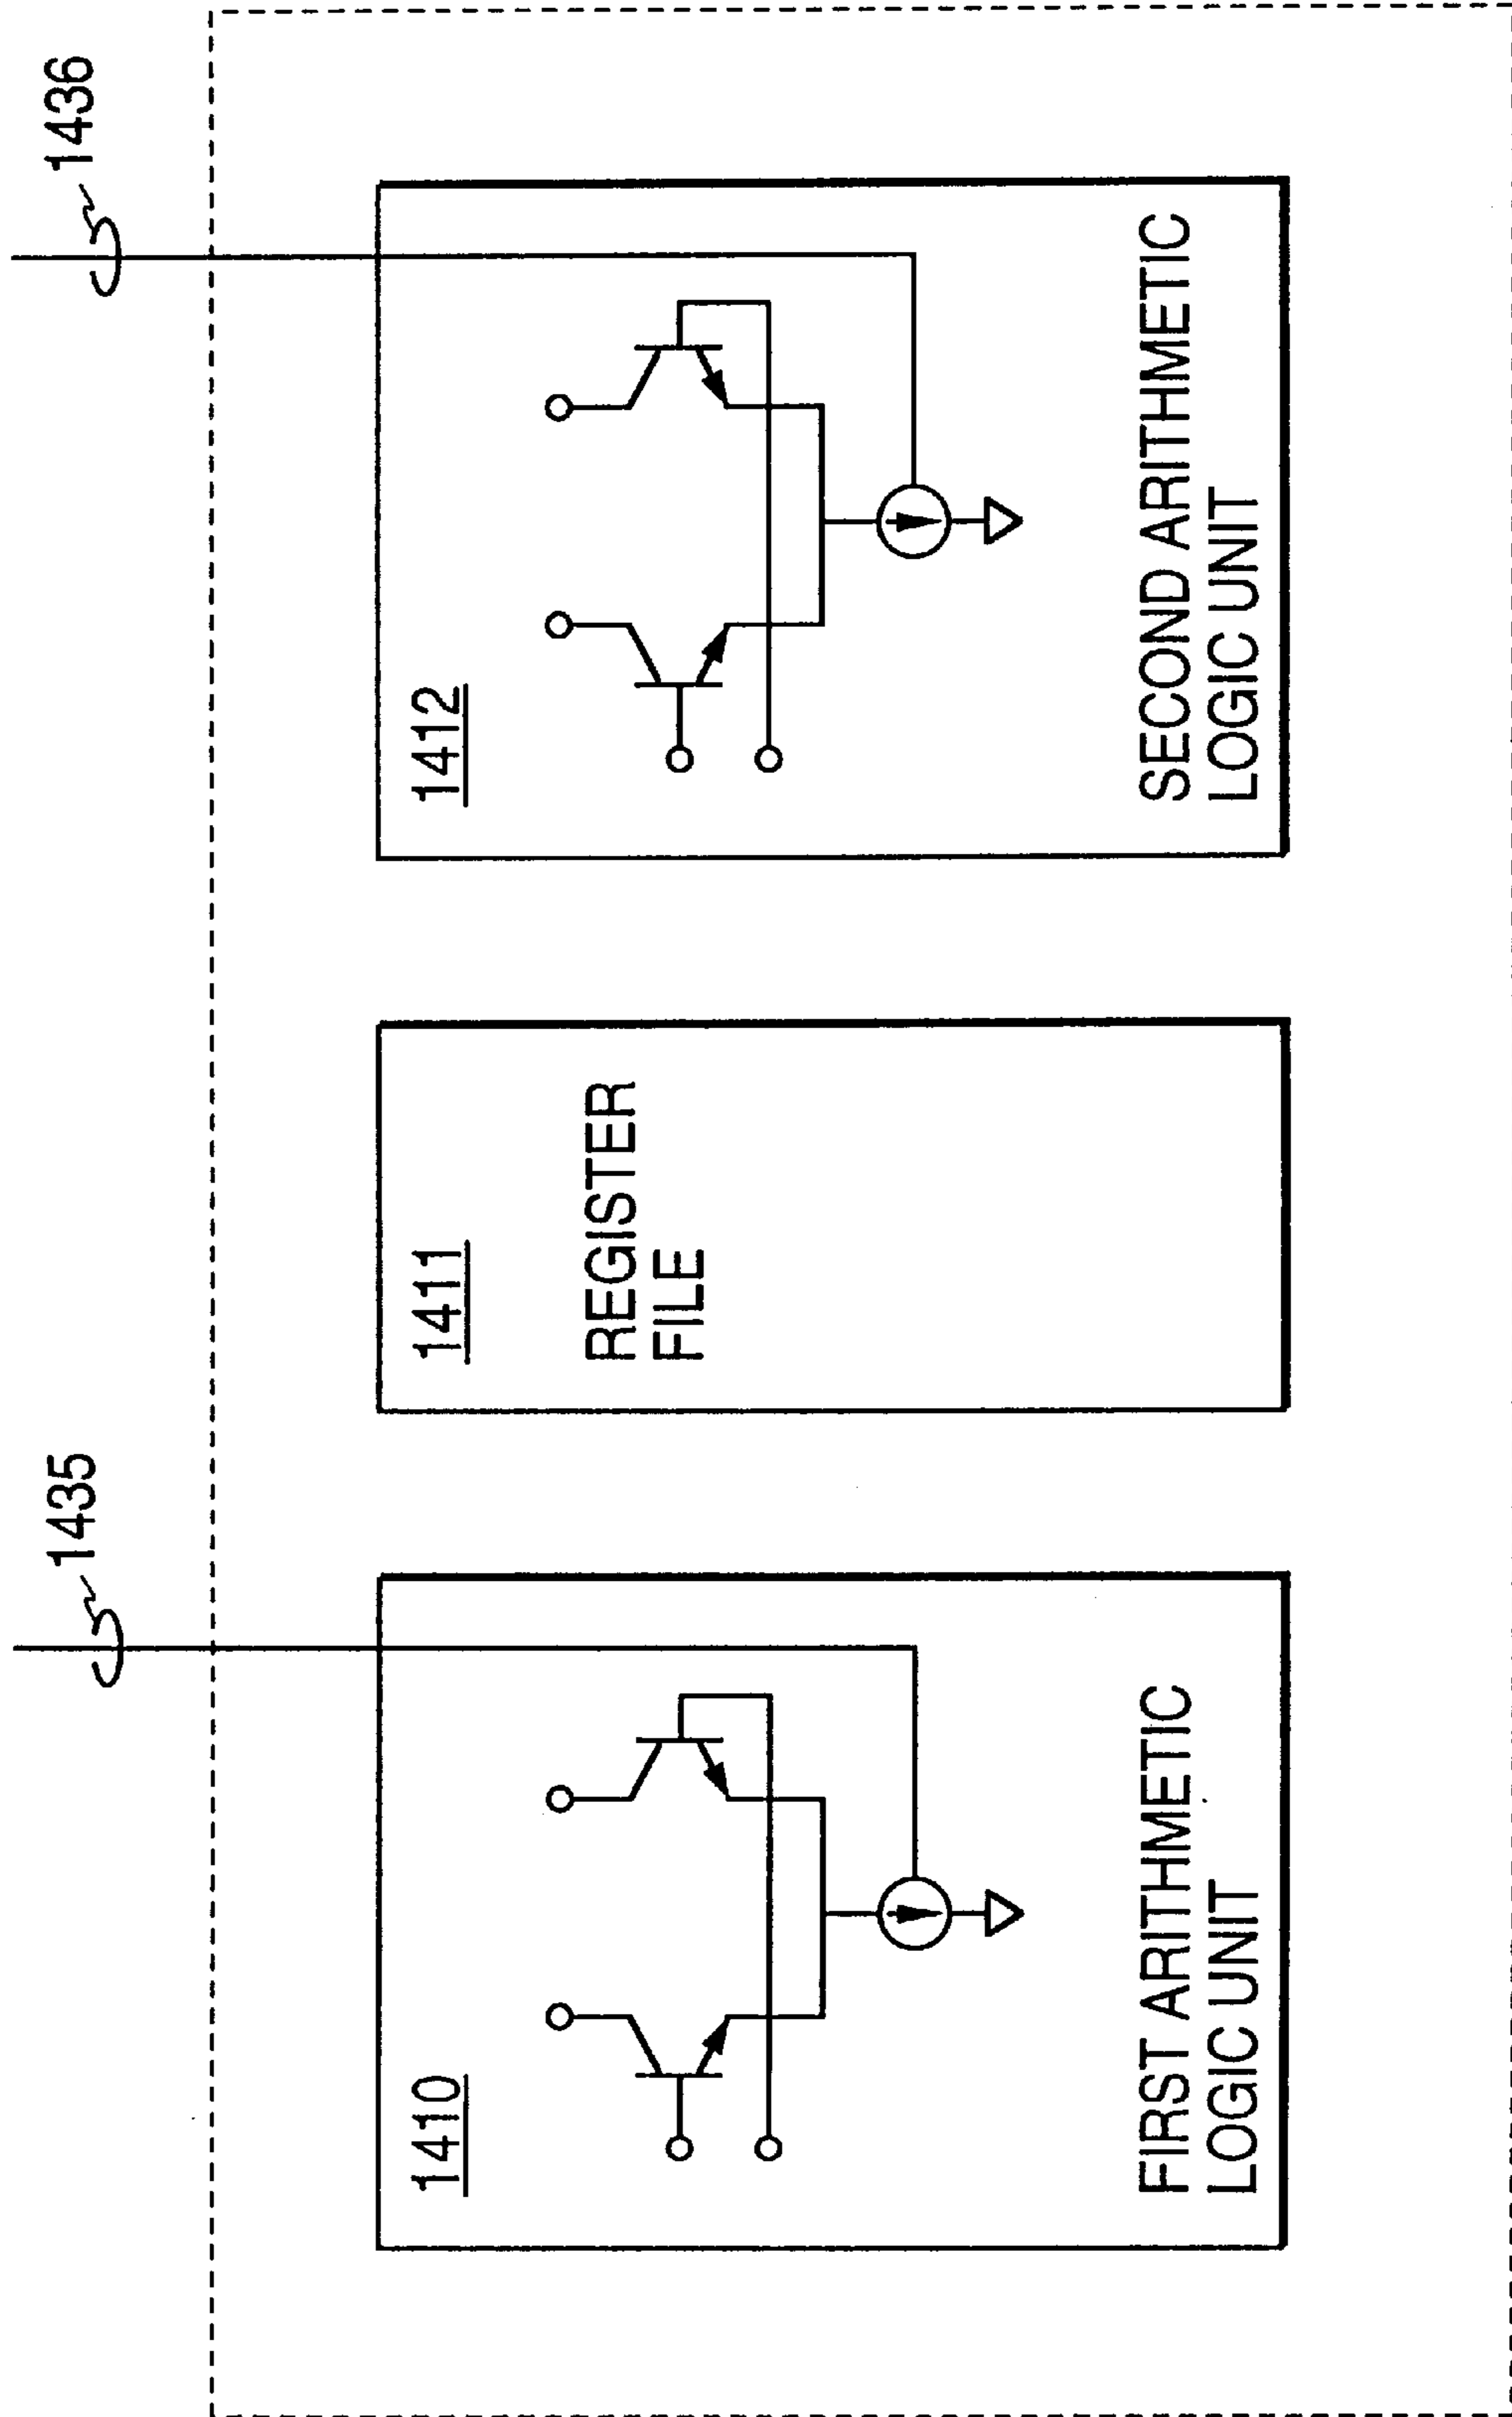 1435
1436
1410
FIRST ARITHMETIC
LOGIC UNIT
1411
REGISTER
FILE
1412
SECOND ARITHMETIC
LOGIC UNIT